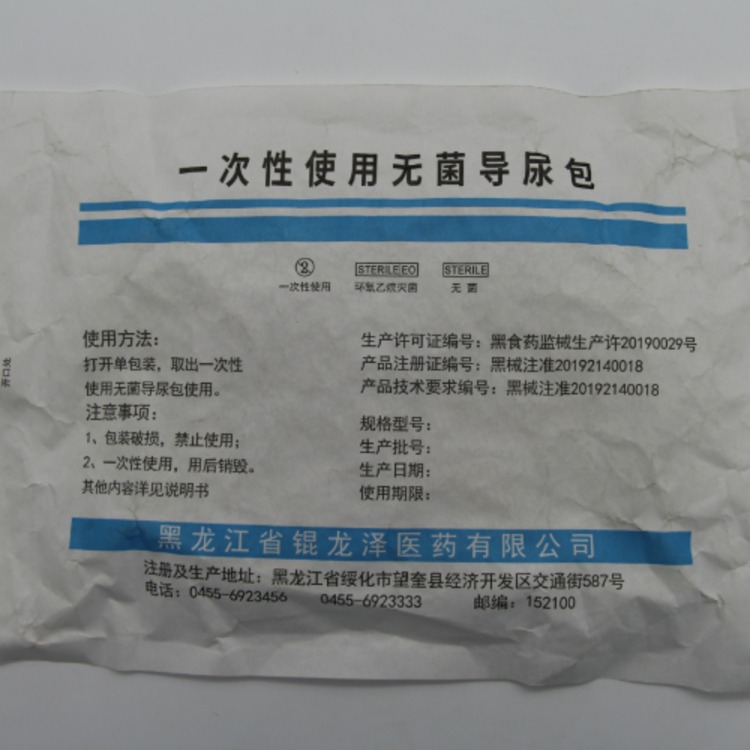 一次性使用无菌导尿包
2
STERILE EO
STERILE
一次性使用
环氧乙烷灭菌
无菌
使用方法：
打开单包装，取出一次性
使用无菌导尿包使用。
注意事项：
1、包装破损，禁止使用；
2、一次性使用，用后销毁。
其他内容详见说明书
生产许可证编号：黑食药监械生产许20190029号
产品注册证编号：黑械注准20192140018
产品技术要求编号：黑械注准20192140018
规格型号：
生产批号：
生产日期：
使用期限：
黑龙江省锟龙泽医药有限公司
注册及生产地址：黑龙江省绥化市望奎县经济开发区交通街587号
电话：0455-6923456 0455-6923333 邮编：152100